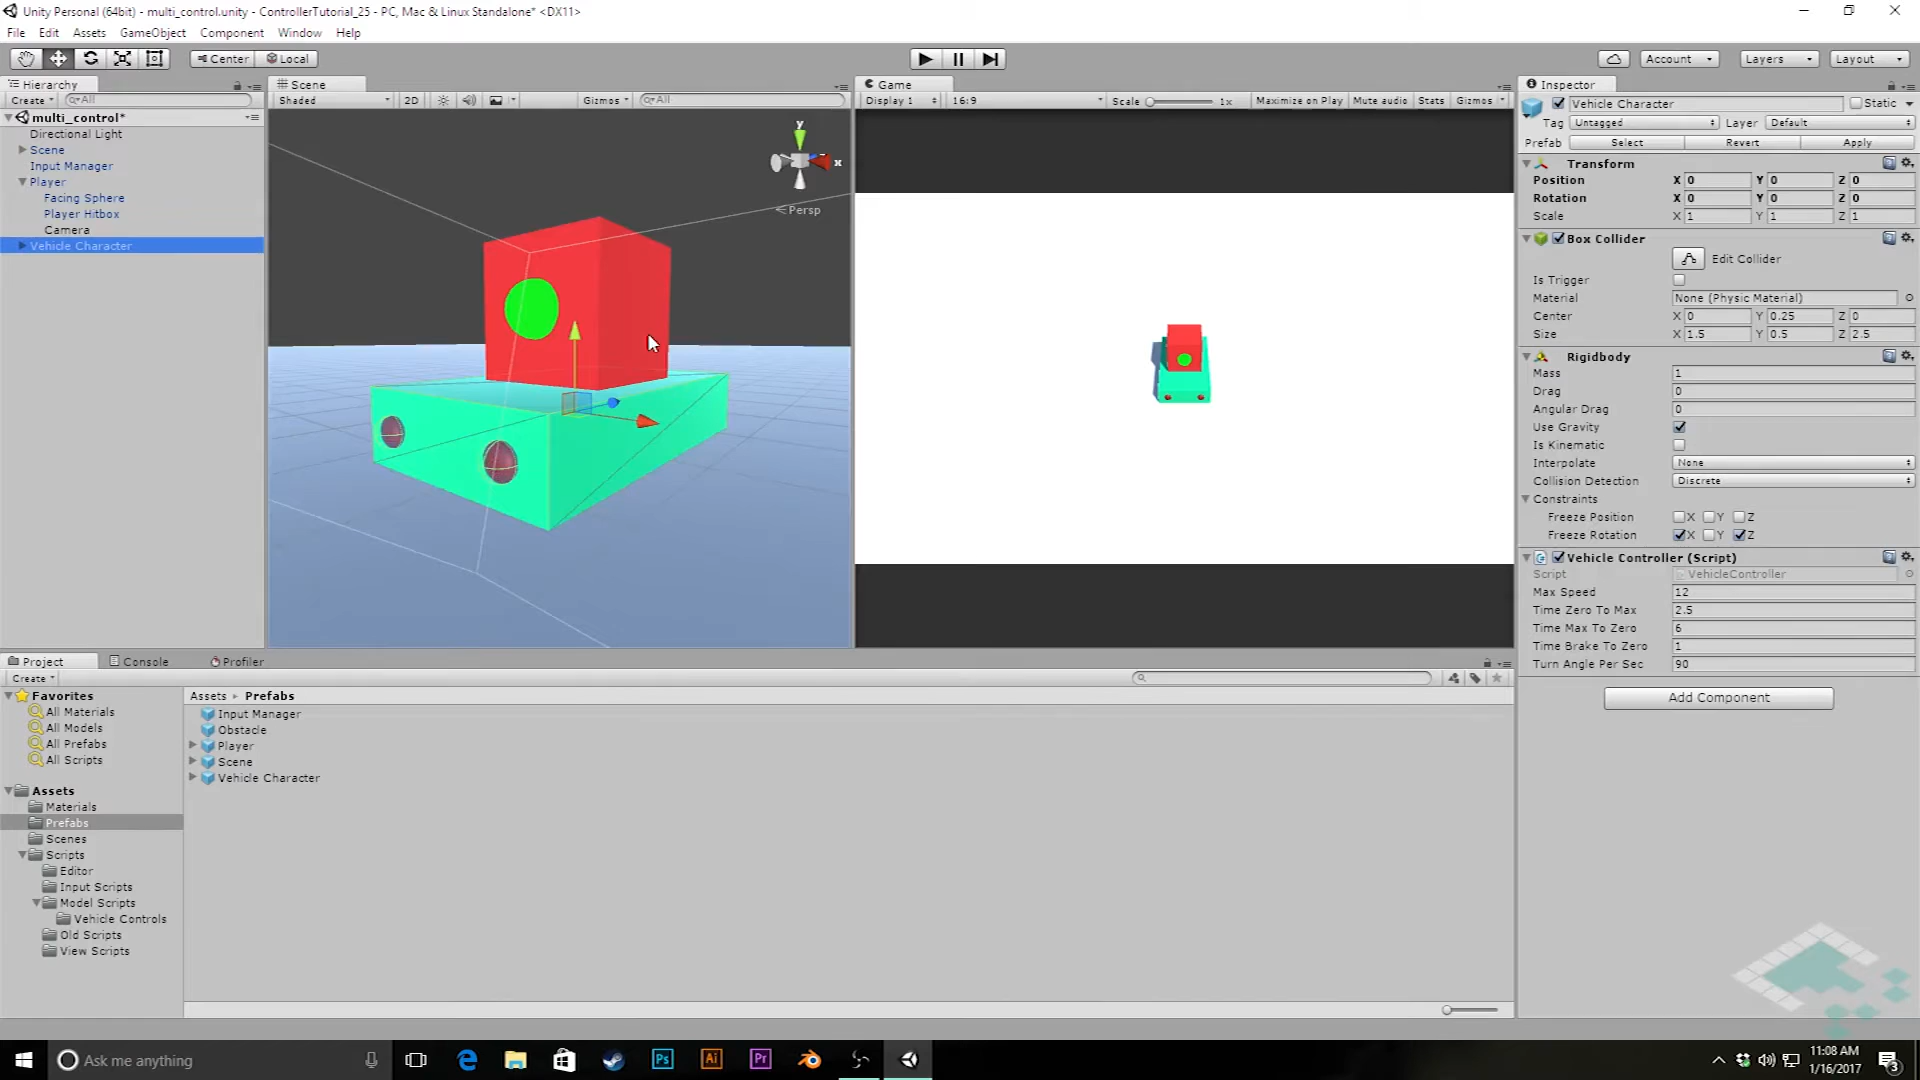 Unity Personal (64bit) - multi_control.unity - ControllerTutorial_25 - PC, Mac & Linux Standalone* <DX11>
File Edit Assets GameObject Component Window Help
Center Local
Account Layers Layout
Hierarchy
Create All
multi_control*
Directional Light
Scene
Input Manager
Player
Facing Sphere
Player Hitbox
Camera
Vehicle Character
Scene
Shaded 2D Gizmos All
y
x
Persp
Game
Display 1 16:9 Scale 1x Maximize on Play Mute audio Stats Gizmos
Inspector
Vehicle Character Static
Tag Untagged Layer Default
Prefab Select Revert Apply
Transform
Position X 0 Y 0 Z 0
Rotation X 0 Y 0 Z 0
Scale X 1 Y 1 Z 1
Box Collider
Edit Collider
Is Trigger
Material None (Physic Material)
Center X 0 Y 0.25 Z 0
Size X 1.5 Y 0.5 Z 2.5
Rigidbody
Mass 1
Drag 0
Angular Drag 0
Use Gravity
Is Kinematic
Interpolate None
Collision Detection Discrete
Constraints
Freeze Position X Y Z
Freeze Rotation X Y Z
Vehicle Controller (Script)
Script VehicleController
Max Speed 12
Time Zero To Max 2.5
Time Max To Zero 6
Time Brake To Zero 1
Turn Angle Per Sec 90
Add Component
Project Console Profiler
Create
Favorites
All Materials
All Models
All Prefabs
All Scripts
Assets
Materials
Prefabs
Scenes
Scripts
Editor
Input Scripts
Model Scripts
Vehicle Controls
Old Scripts
View Scripts
Assets Prefabs
Input Manager
Obstacle
Player
Scene
Vehicle Character
Ask me anything
Ps Ai Pr
11:08 AM
1/16/2017
3